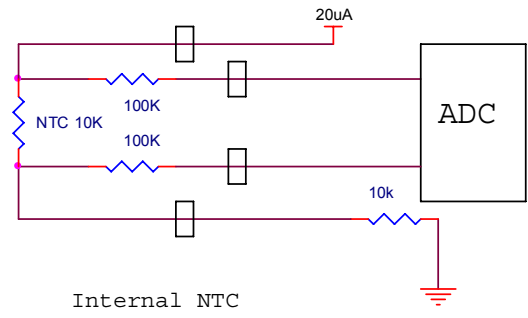 20uA
100K
NTC 10K
100K
ADC
10k
Internal NTC